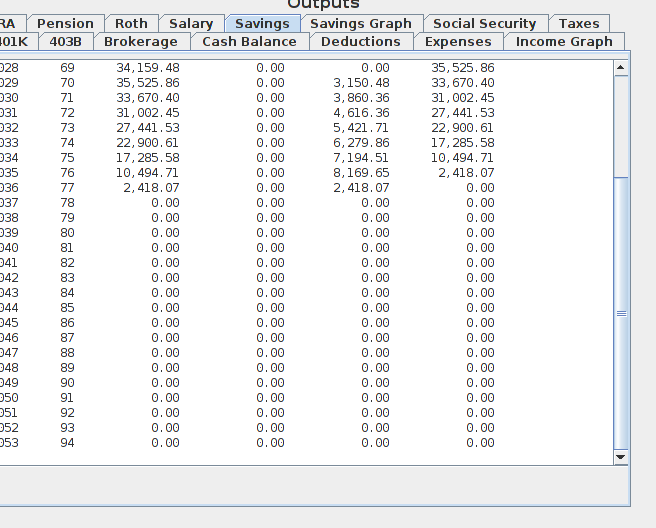 Outputs
RA Pension Roth Salary Savings Savings Graph Social Security Taxes
401K 403B Brokerage Cash Balance Deductions Expenses Income Graph
028 69 34,159.48 0.00 0.00 35,525.86
029 70 35,525.86 0.00 3,150.48 33,670.40
030 71 33,670.40 0.00 3,860.36 31,002.45
031 72 31,002.45 0.00 4,616.36 27,441.53
032 73 27,441.53 0.00 5,421.71 22,900.61
033 74 22,900.61 0.00 6,279.86 17,285.58
034 75 17,285.58 0.00 7,194.51 10,494.71
035 76 10,494.71 0.00 8,169.65 2,418.07
036 77 2,418.07 0.00 2,418.07 0.00
037 78 0.00 0.00 0.00 0.00
038 79 0.00 0.00 0.00 0.00
039 80 0.00 0.00 0.00 0.00
040 81 0.00 0.00 0.00 0.00
041 82 0.00 0.00 0.00 0.00
042 83 0.00 0.00 0.00 0.00
043 84 0.00 0.00 0.00 0.00
044 85 0.00 0.00 0.00 0.00
045 86 0.00 0.00 0.00 0.00
046 87 0.00 0.00 0.00 0.00
047 88 0.00 0.00 0.00 0.00
048 89 0.00 0.00 0.00 0.00
049 90 0.00 0.00 0.00 0.00
050 91 0.00 0.00 0.00 0.00
051 92 0.00 0.00 0.00 0.00
052 93 0.00 0.00 0.00 0.00
053 94 0.00 0.00 0.00 0.00